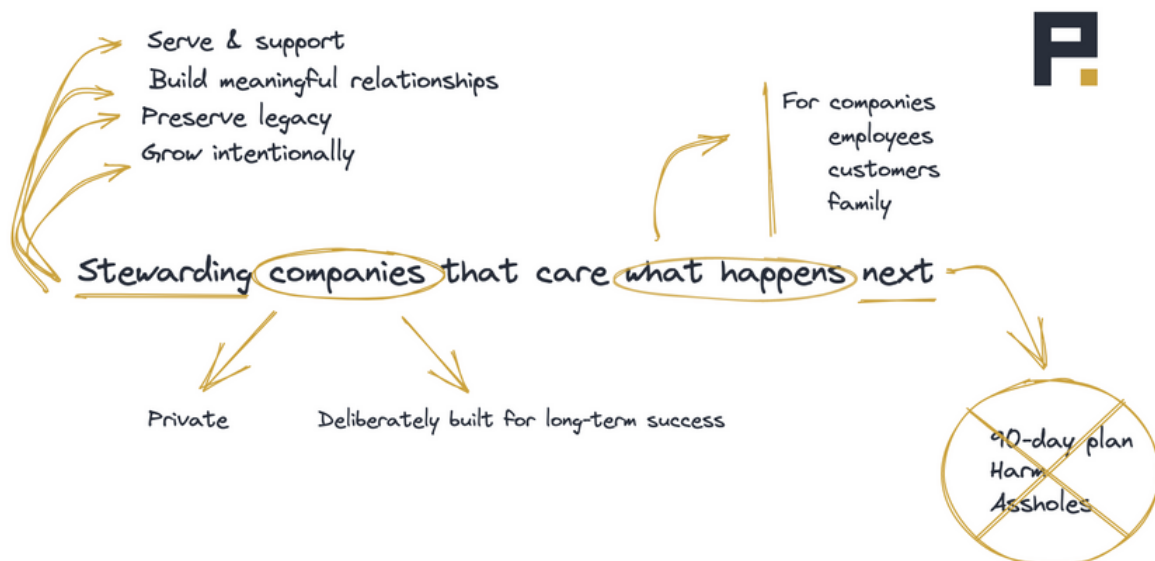 Serve & support
Build meaningful relationships
Preserve legacy
Grow intentionally
P.
For companies
employees
customers
family
Stewarding companies that care what happens next
Private
Deliberately built for long-term success
90-day plan
Harm
Assholes